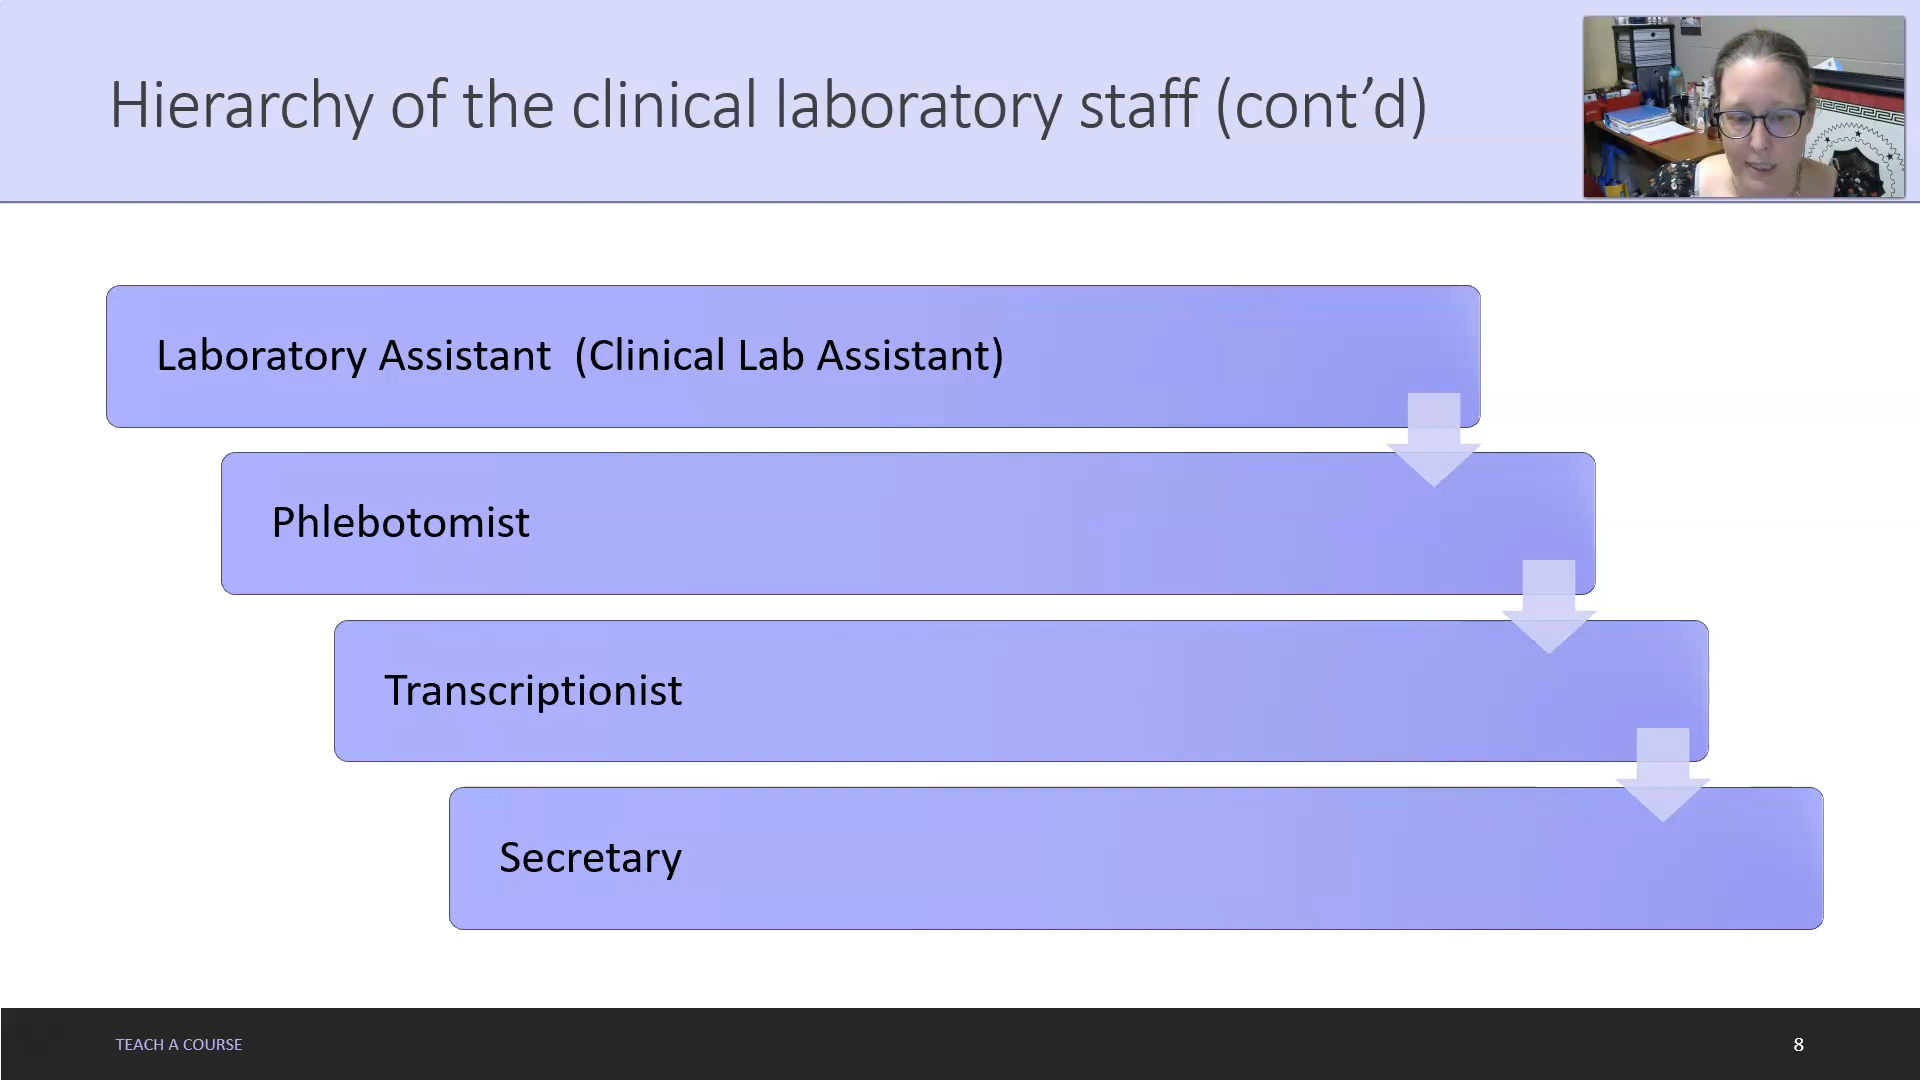 Hierarchy of the clinical laboratory staff (cont’d)
Laboratory Assistant  (Clinical Lab Assistant)
Phlebotomist
Transcriptionist
Secretary
TEACH A COURSE
8